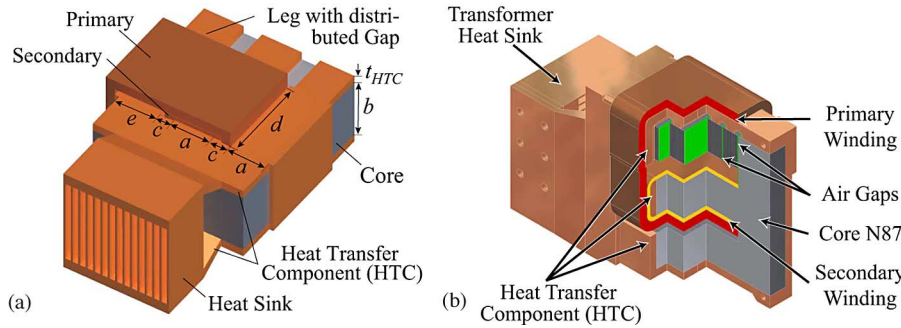 Primary
Leg with distri-
buted Gap
Secondary
t_HTC
b
e
c
a
c
a
d
Core
Heat Transfer
Component (HTC)
Heat Sink
(a)
Transformer
Heat Sink
Primary
Winding
Air Gaps
Core N87
Secondary
Winding
Heat Transfer
Component (HTC)
(b)